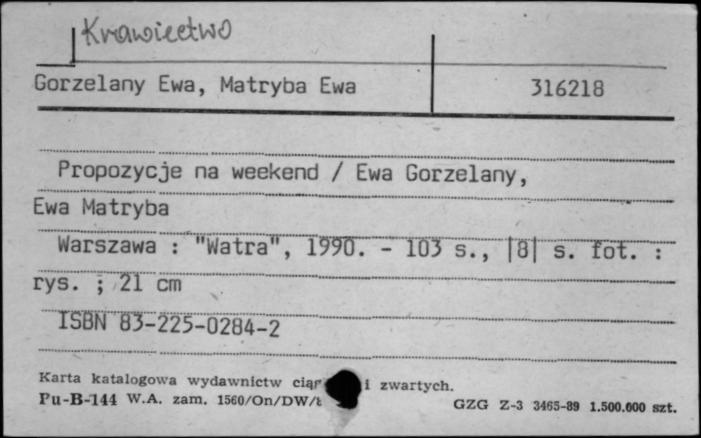 Krawiectwo
Gorzelany Ewa, Matryba Ewa 316218
Propozycje na weekend / Ewa Gorzelany,
Ewa Matryba
Warszawa : "Watra", 1990. - 103 s., |8| s. fot. :
rys. ; 21 cm
ISBN 83-225-0284-2
Karta katalogowa wydawnictw i zwartych.
Pu-B-144 W.A. zam. 1560/On/DW/ GZG Z-3 3465-89 1.500.000 szt.